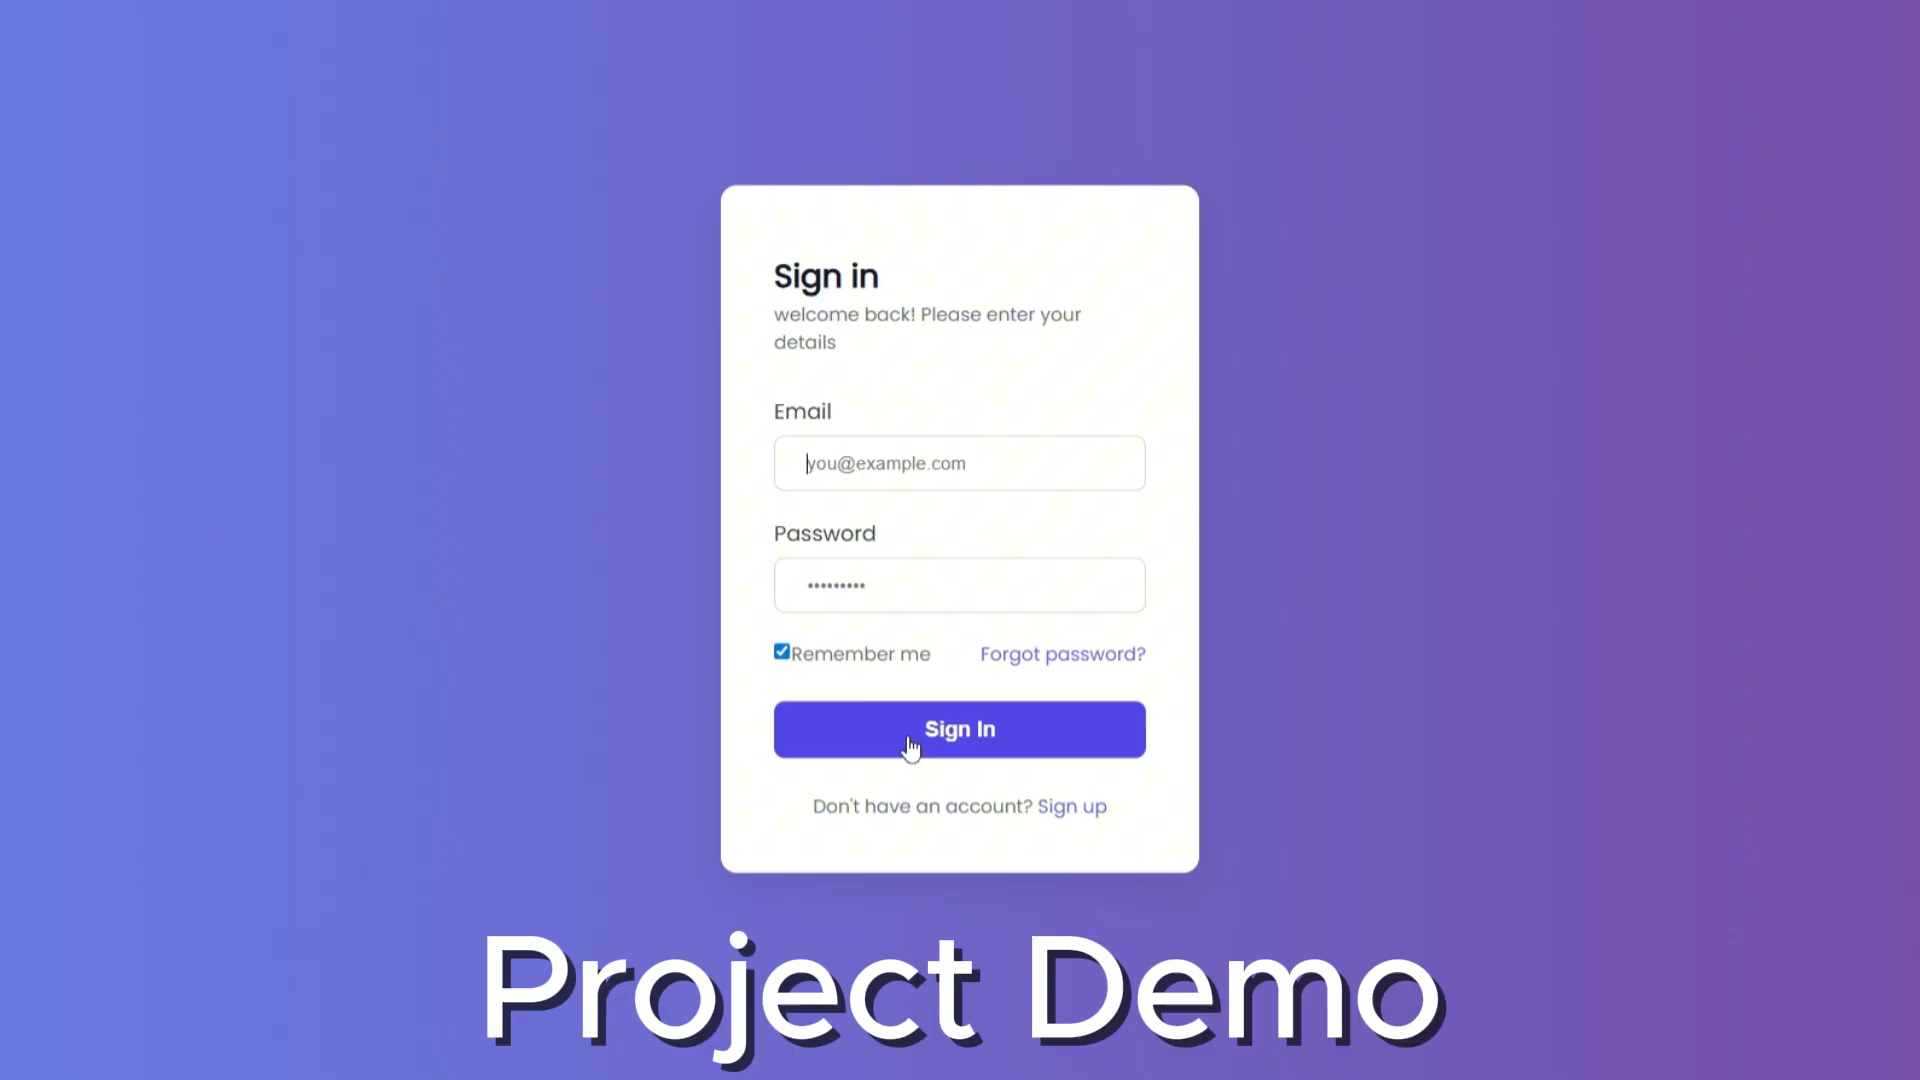 Sign in
welcome back! Please enter your
details
Email
you@example.com
Password
•••••••••
Remember me
Forgot password?
Sign In
Don't have an account? Sign up
Project Demo